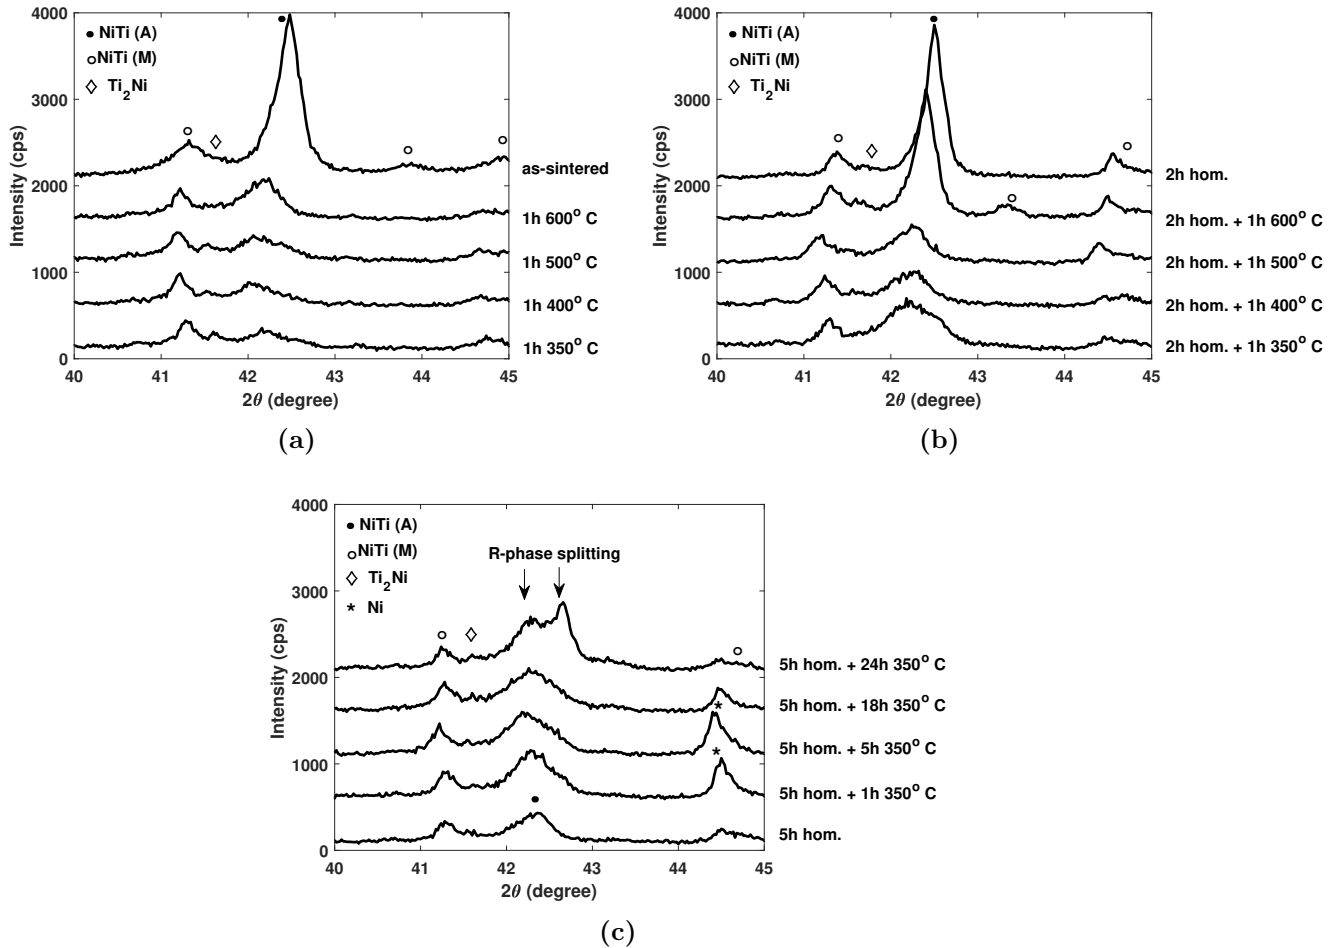 4000
3000
2000
1000
0
Intensity (cps)
● NiTi (A)
○ NiTi (M)
◇ Ti₂Ni
as-sintered
1h 600° C
1h 500° C
1h 400° C
1h 350° C
40 41 42 43 44 45
2θ (degree)
(a)
4000
3000
2000
1000
0
Intensity (cps)
● NiTi (A)
○ NiTi (M)
◇ Ti₂Ni
2h hom.
2h hom. + 1h 600° C
2h hom. + 1h 500° C
2h hom. + 1h 400° C
2h hom. + 1h 350° C
40 41 42 43 44 45
2θ (degree)
(b)
4000
3000
2000
1000
0
Intensity (cps)
● NiTi (A)
○ NiTi (M)
◇ Ti₂Ni
* Ni
R-phase splitting
5h hom. + 24h 350° C
5h hom. + 18h 350° C
*
5h hom. + 5h 350° C
*
5h hom. + 1h 350° C
5h hom.
40 41 42 43 44 45
2θ (degree)
(c)